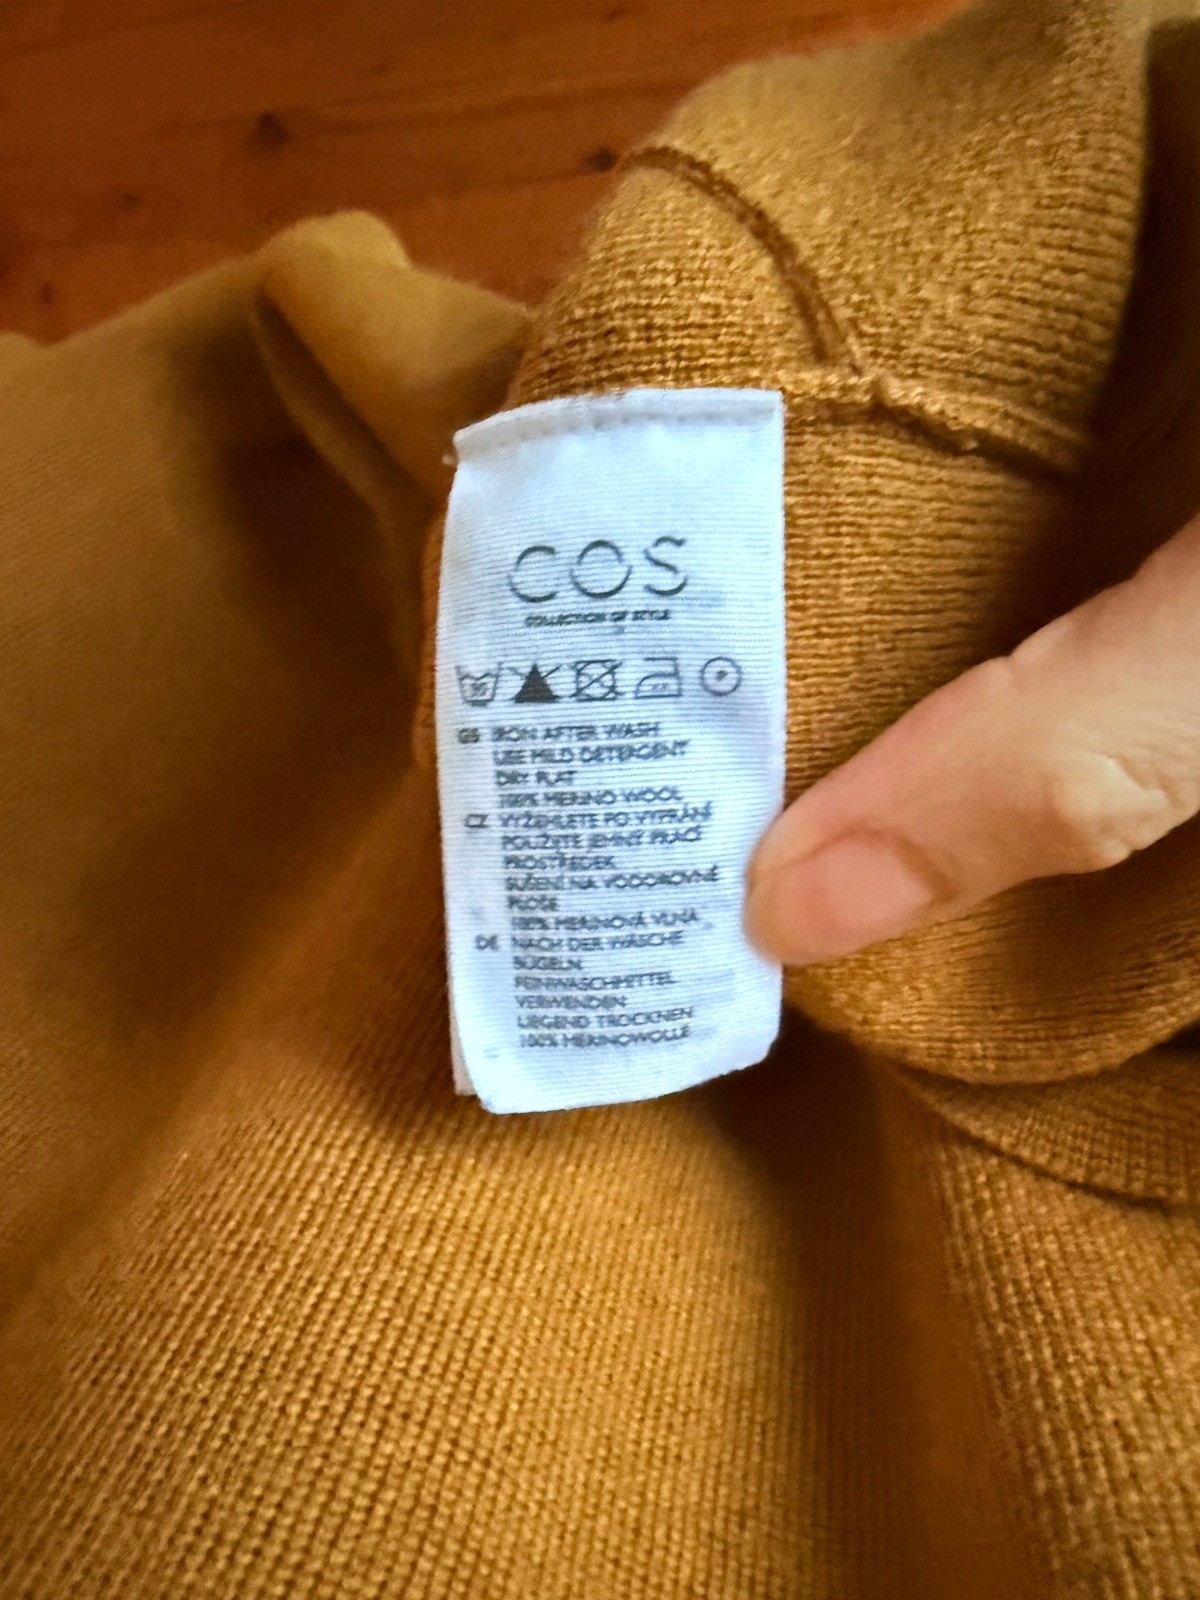 COS
COLLECTION OF STYLE
GB IRON AFTER WASH
USE MILD DETERGENT
DRY FLAT
100% MERINO WOOL
CZ VYŽEHLETE PO VYPRÁNÍ
POUŽIJTE JEMNÝ PRACÍ
PROSTŘEDEK
SUŠENÍ NA VODOROVNÉ
PLOŠE
100% MERINOVÁ VLNA
DE NACH DER WÄSCHE
BÜGELN
FEINWASCHMITTEL
VERWENDEN
LIEGEND TROCKNEN
100% MERINOWOLLE